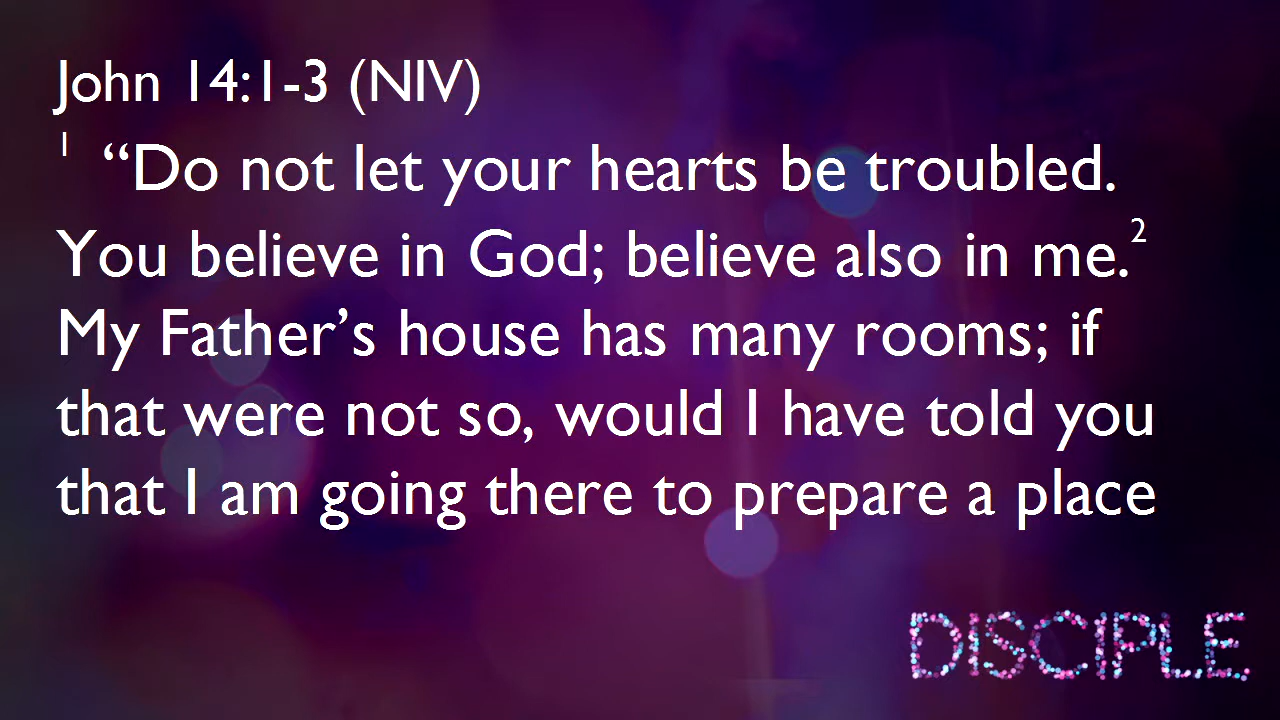 John 14:1-3 (NIV)
1 “Do not let your hearts be troubled.
You believe in God; believe also in me.2
My Father’s house has many rooms; if
that were not so, would I have told you
that I am going there to prepare a place
DISCIPLE